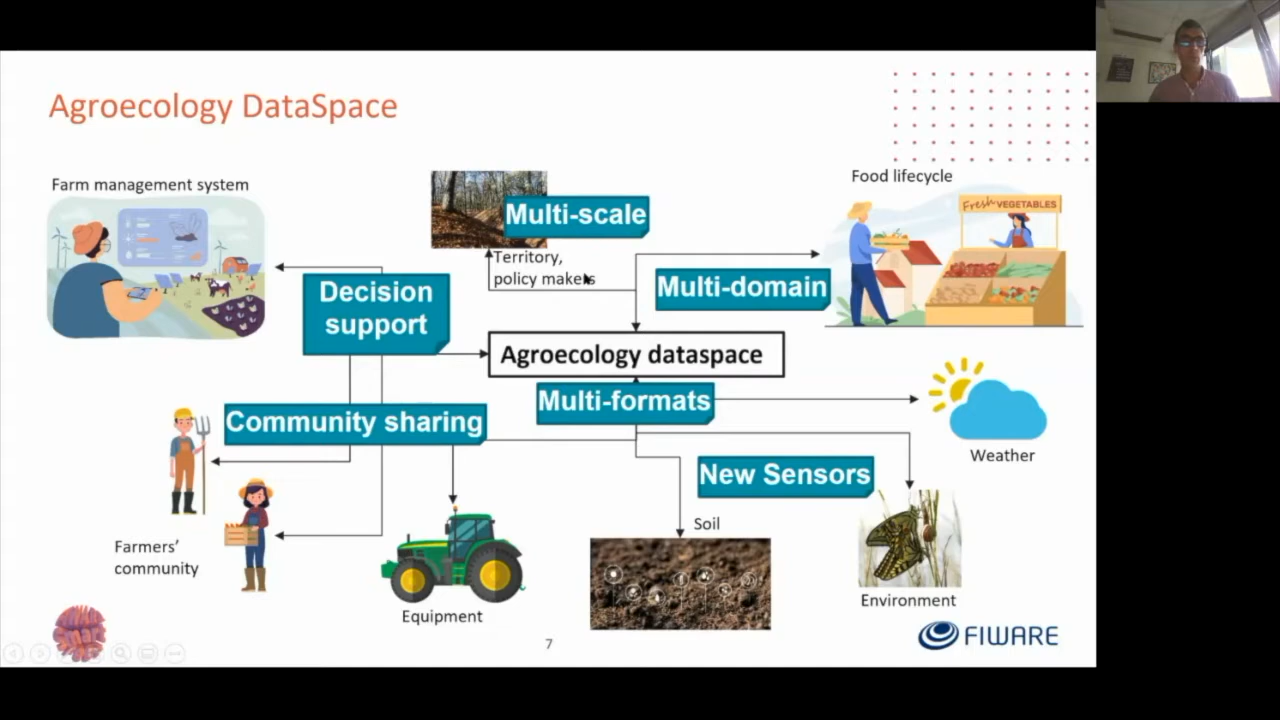 Agroecology DataSpace
Farm management system
Food lifecycle
Fresh VEGETABLES
Multi-scale
Territory,
policy makers
Decision
support
Multi-domain
Agroecology dataspace
Multi-formats
Community sharing
Weather
New Sensors
Soil
Farmers'
community
Equipment
Environment
Smart
7
FIWARE